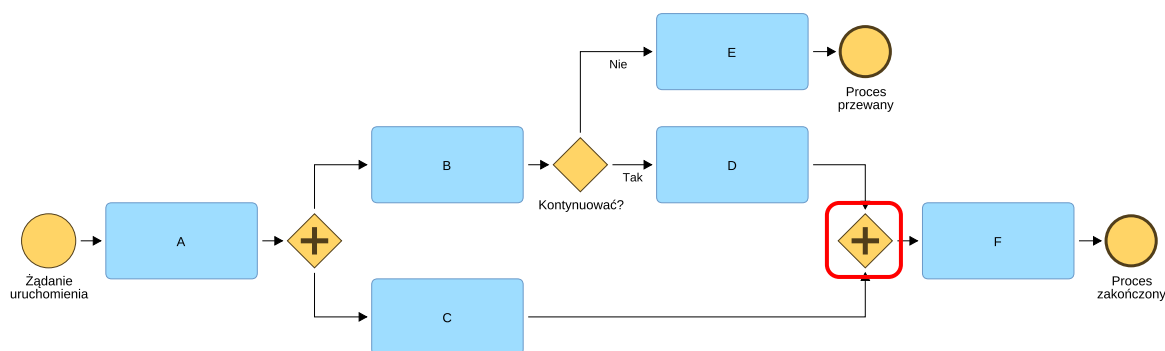 E
Nie
Proces
przewany
B
D
Tak
Kontynuować?
A
F
Żądanie
uruchomienia
Proces
zakończony
C